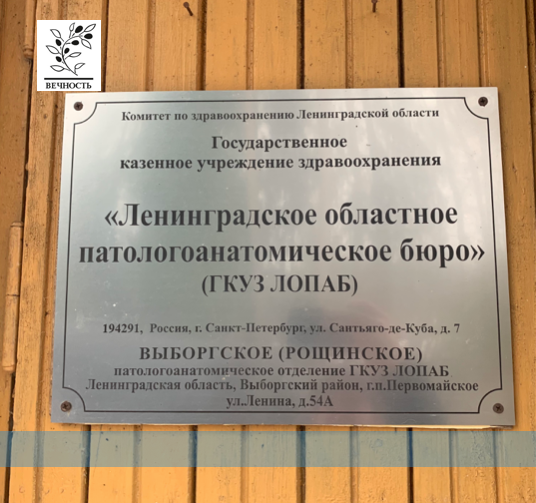 ВЕЧНОСТЬ
Комитет по здравоохранению Ленинградской области
Государственное
казенное учреждение здравоохранения
«Ленинградское областное
патологоанатомическое бюро»
(ГКУЗ ЛОПАБ)
194291, Россия, г. Санкт-Петербург, ул. Сантьяго-де-Куба, д. 7
ВЫБОРГСКОЕ (РОЩИНСКОЕ)
патологоанатомическое отделение ГКУЗ ЛОПАБ
Ленинградская область, Выборгский район, г.п.Первомайское
ул.Ленина, д.54А